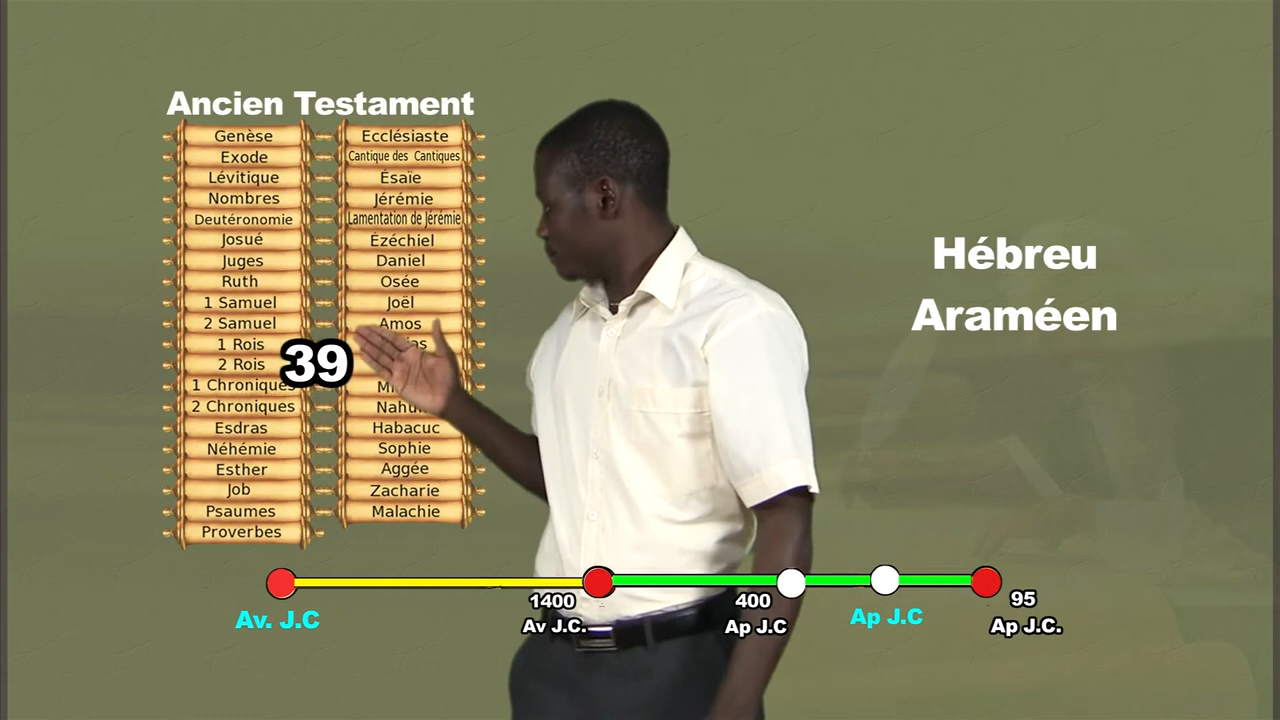 Ancien Testament
Genèse
Exode
Lévitique
Nombres
Deutéronomie
Josué
Juges
Ruth
1 Samuel
2 Samuel
1 Rois
2 Rois
1 Chroniques
2 Chroniques
Esdras
Néhémie
Esther
Job
Psaumes
Proverbes
Ecclésiaste
Cantique des Cantiques
Ésaïe
Jérémie
Lamentation de Jérémie
Ézéchiel
Daniel
Osée
Joël
Amos
Habacuc
Sophie
Aggée
Zacharie
Malachie
39
Hébreu
Araméen
Av. J.C
1400
Av J.C.
400
Ap J.C
Ap J.C
95
Ap J.C.